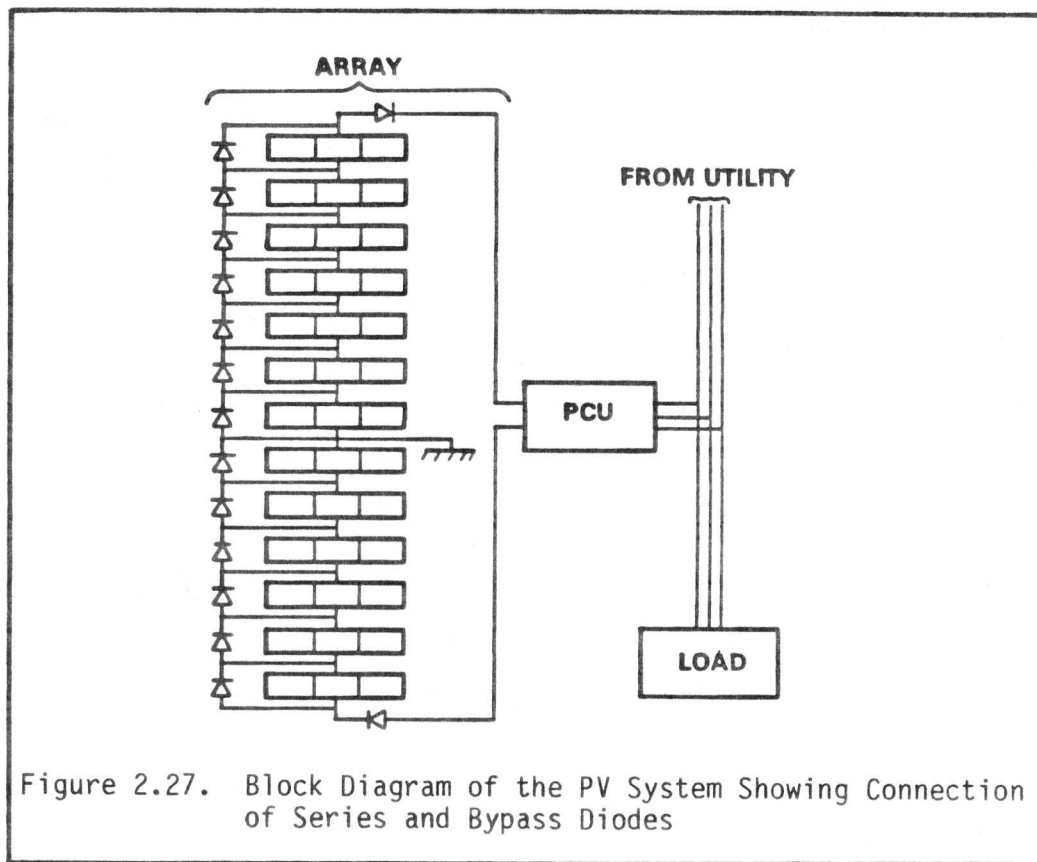 ARRAY
FROM UTILITY
PCU
LOAD
Figure 2.27. Block Diagram of the PV System Showing Connection
of Series and Bypass Diodes